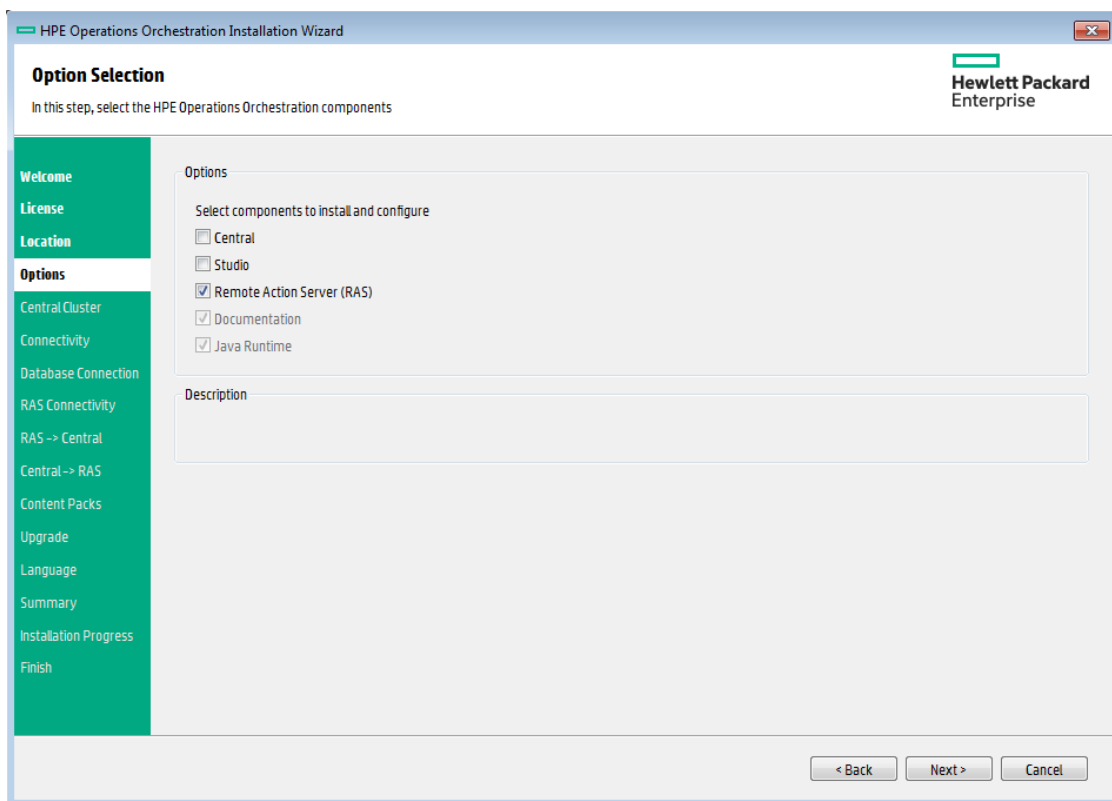 HPE Operations Orchestration Installation Wizard
Option Selection
In this step, select the HPE Operations Orchestration components
Hewlett Packard
Enterprise
Welcome
License
Location
Options
Central Cluster
Connectivity
Database Connection
RAS Connectivity
RAS -> Central
Central -> RAS
Content Packs
Upgrade
Language
Summary
Installation Progress
Finish
Options
Select components to install and configure
Central
Studio
Remote Action Server (RAS)
Documentation
Java Runtime
Description
< Back
Next >
Cancel